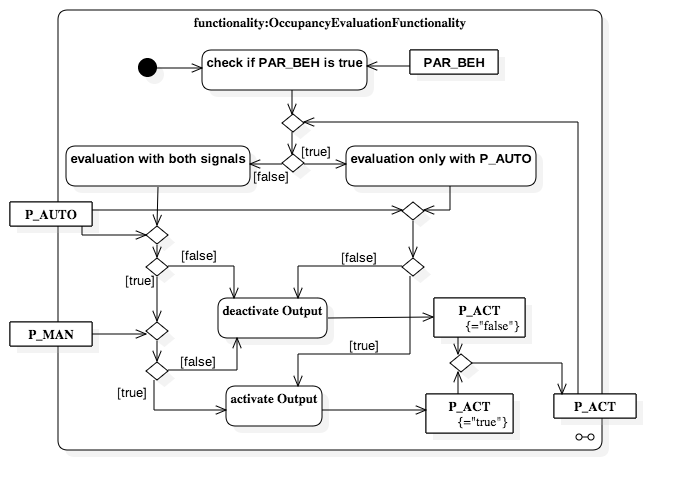 functionality:OccupancyEvaluationFunctionality
check if PAR_BEH is true
PAR_BEH
[true]
evaluation with both signals
evaluation only with P_AUTO
[false]
P_AUTO
[false]
[false]
[true]
deactivate Output
P_ACT
{="false"}
P_MAN
[true]
[false]
[true]
activate Output
P_ACT
{="true"}
P_ACT